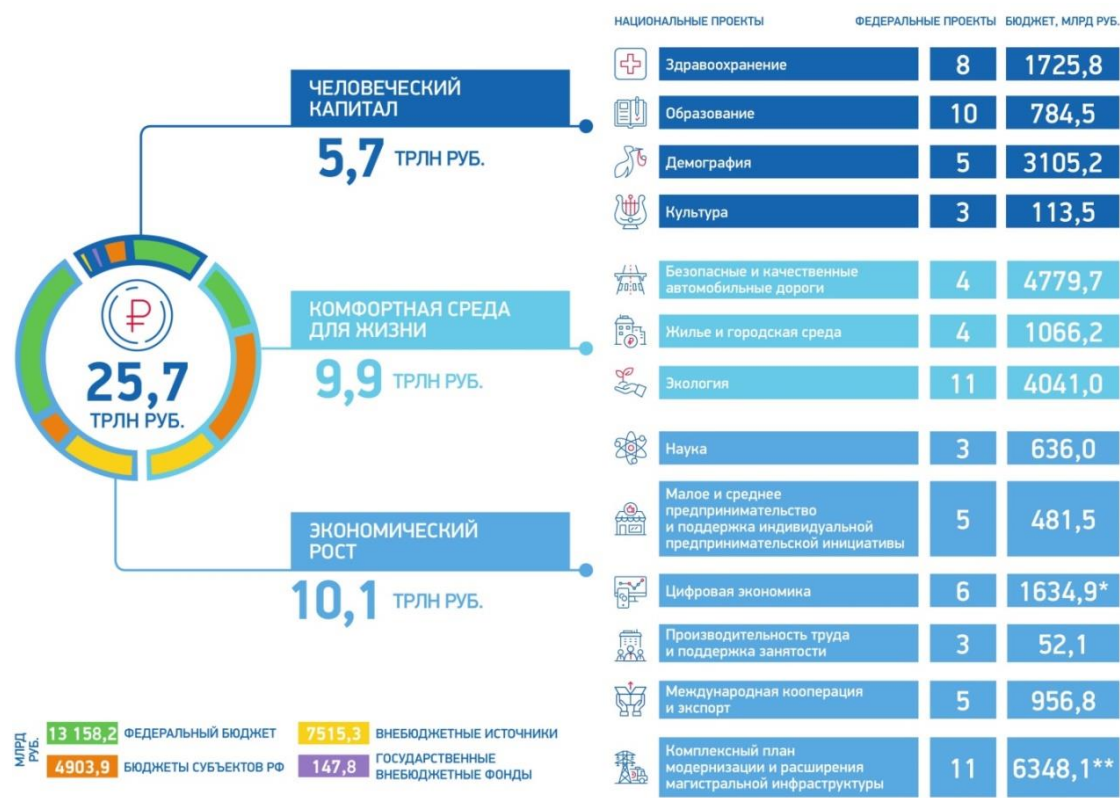 НАЦИОНАЛЬНЫЕ ПРОЕКТЫ ФЕДЕРАЛЬНЫЕ ПРОЕКТЫ БЮДЖЕТ, МЛРД РУБ.
ЧЕЛОВЕЧЕСКИЙ
КАПИТАЛ
5,7 ТРЛН РУБ.
Здравоохранение 8 1725,8
Образование 10 784,5
Демография 5 3105,2
Культура 3 113,5
25,7
ТРЛН РУБ.
КОМФОРТНАЯ СРЕДА
ДЛЯ ЖИЗНИ
9,9 ТРЛН РУБ.
Безопасные и качественные
автомобильные дороги 4 4779,7
Жилье и городская среда 4 1066,2
Экология 11 4041,0
ЭКОНОМИЧЕСКИЙ
РОСТ
10,1 ТРЛН РУБ.
Наука 3 636,0
Малое и среднее
предпринимательство
и поддержка индивидуальной
предпринимательской инициативы 5 481,5
Цифровая экономика 6 1634,9*
Производительность труда
и поддержка занятости 3 52,1
Международная кооперация
и экспорт 5 956,8
Комплексный план
модернизации и расширения
магистральной инфраструктуры 11 6348,1**
МЛРД
РУБ.
13 158,2 ФЕДЕРАЛЬНЫЙ БЮДЖЕТ
4903,9 БЮДЖЕТЫ СУБЪЕКТОВ РФ
7515,3 ВНЕБЮДЖЕТНЫЕ ИСТОЧНИКИ
147,8 ГОСУДАРСТВЕННЫЕ
ВНЕБЮДЖЕТНЫЕ ФОНДЫ